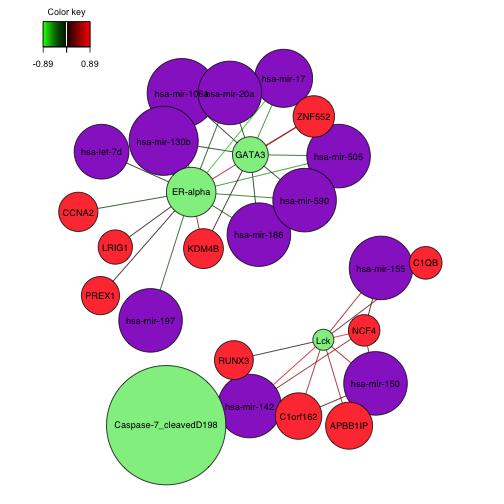 Color key
-0.89 0.89
hsa-mir-106a
hsa-mir-20a
hsa-mir-17
ZNF552
hsa-mir-130b
hsa-let-7d
GATA3
hsa-mir-505
ER-alpha
hsa-mir-590
CCNA2
LRIG1
KDM4B
hsa-mir-186
hsa-mir-155
C1QB
PREX1
hsa-mir-197
NCF4
Lck
RUNX3
hsa-mir-150
hsa-mir-142
C1orf162
Caspase-7_cleavedD198
APBB1IP